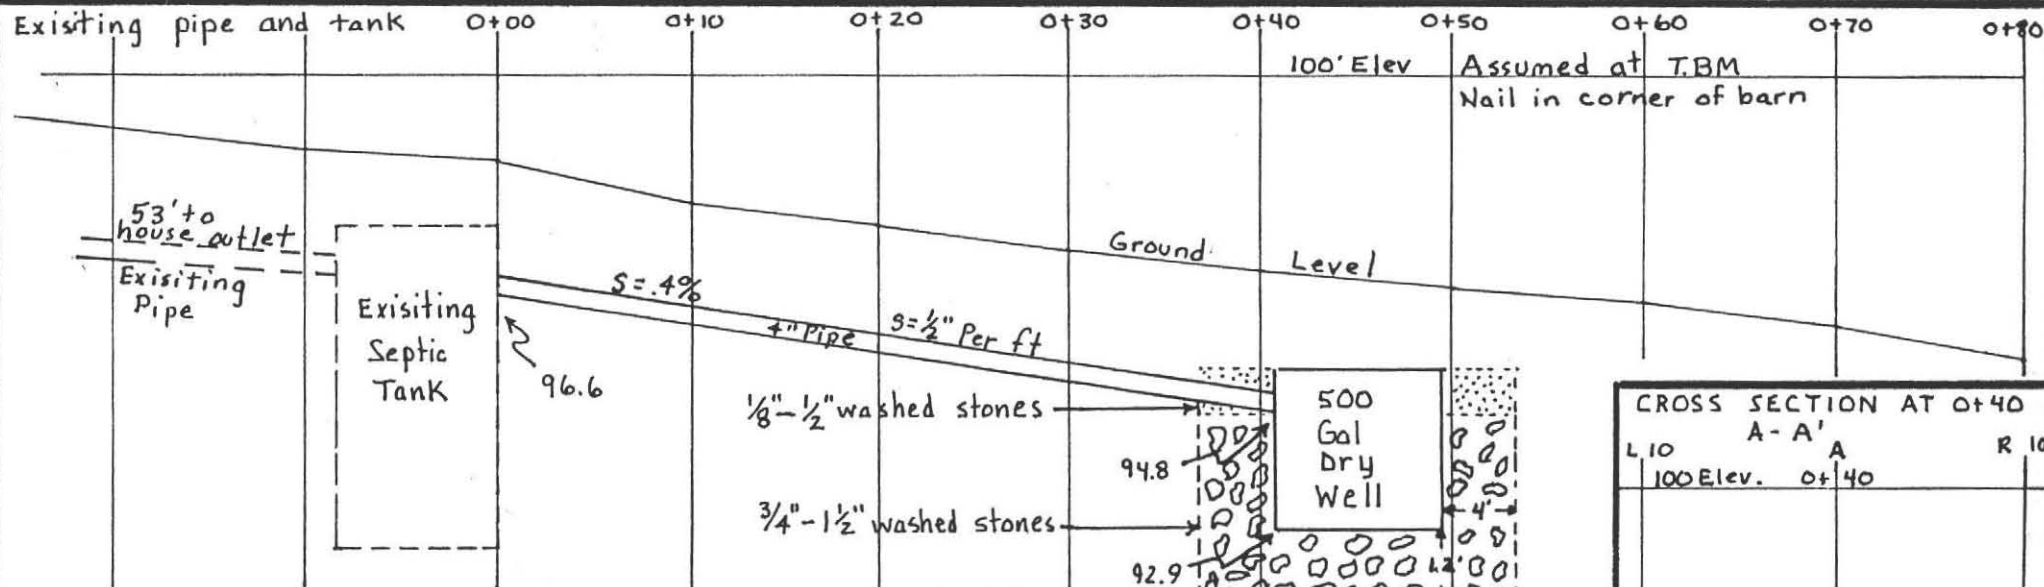 Exisiting pipe and tank
0+00 0+10 0+20 0+30 0+40 0+50 0+60 0+70 0+80
100' Elev Assumed at T.BM
Nail in corner of barn
53' to
house outlet
Exisiting
Pipe
Exisiting
Septic
Tank
S=.4%
4" Pipe
S=½" Per ft
96.6
Ground Level
⅛"-½" washed stones
94.8
¾"-1½" washed stones
92.9
A
500
Gal
Dry
Well
4'
CROSS SECTION AT 0+40
A-A'
L 10 A R 10
100 Elev. 0+40